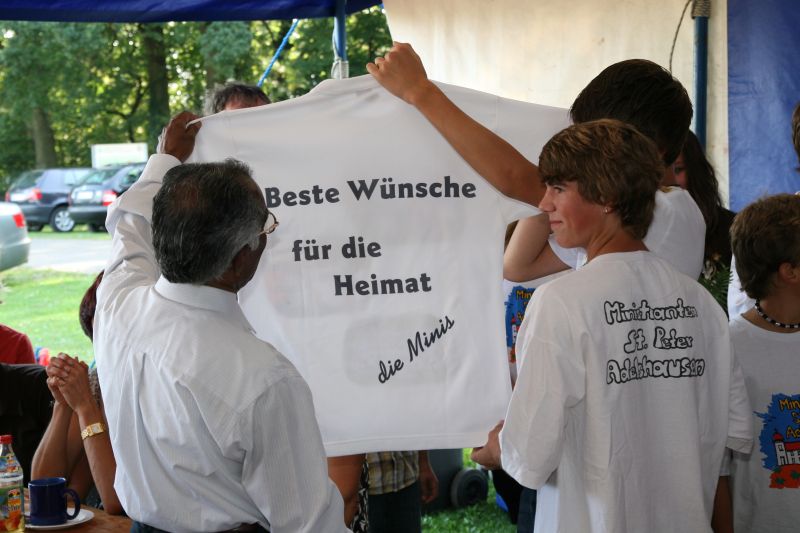 Beste Wünsche
für die
Heimat
die Minis
Ministranten
St. Peter
Adelshausen